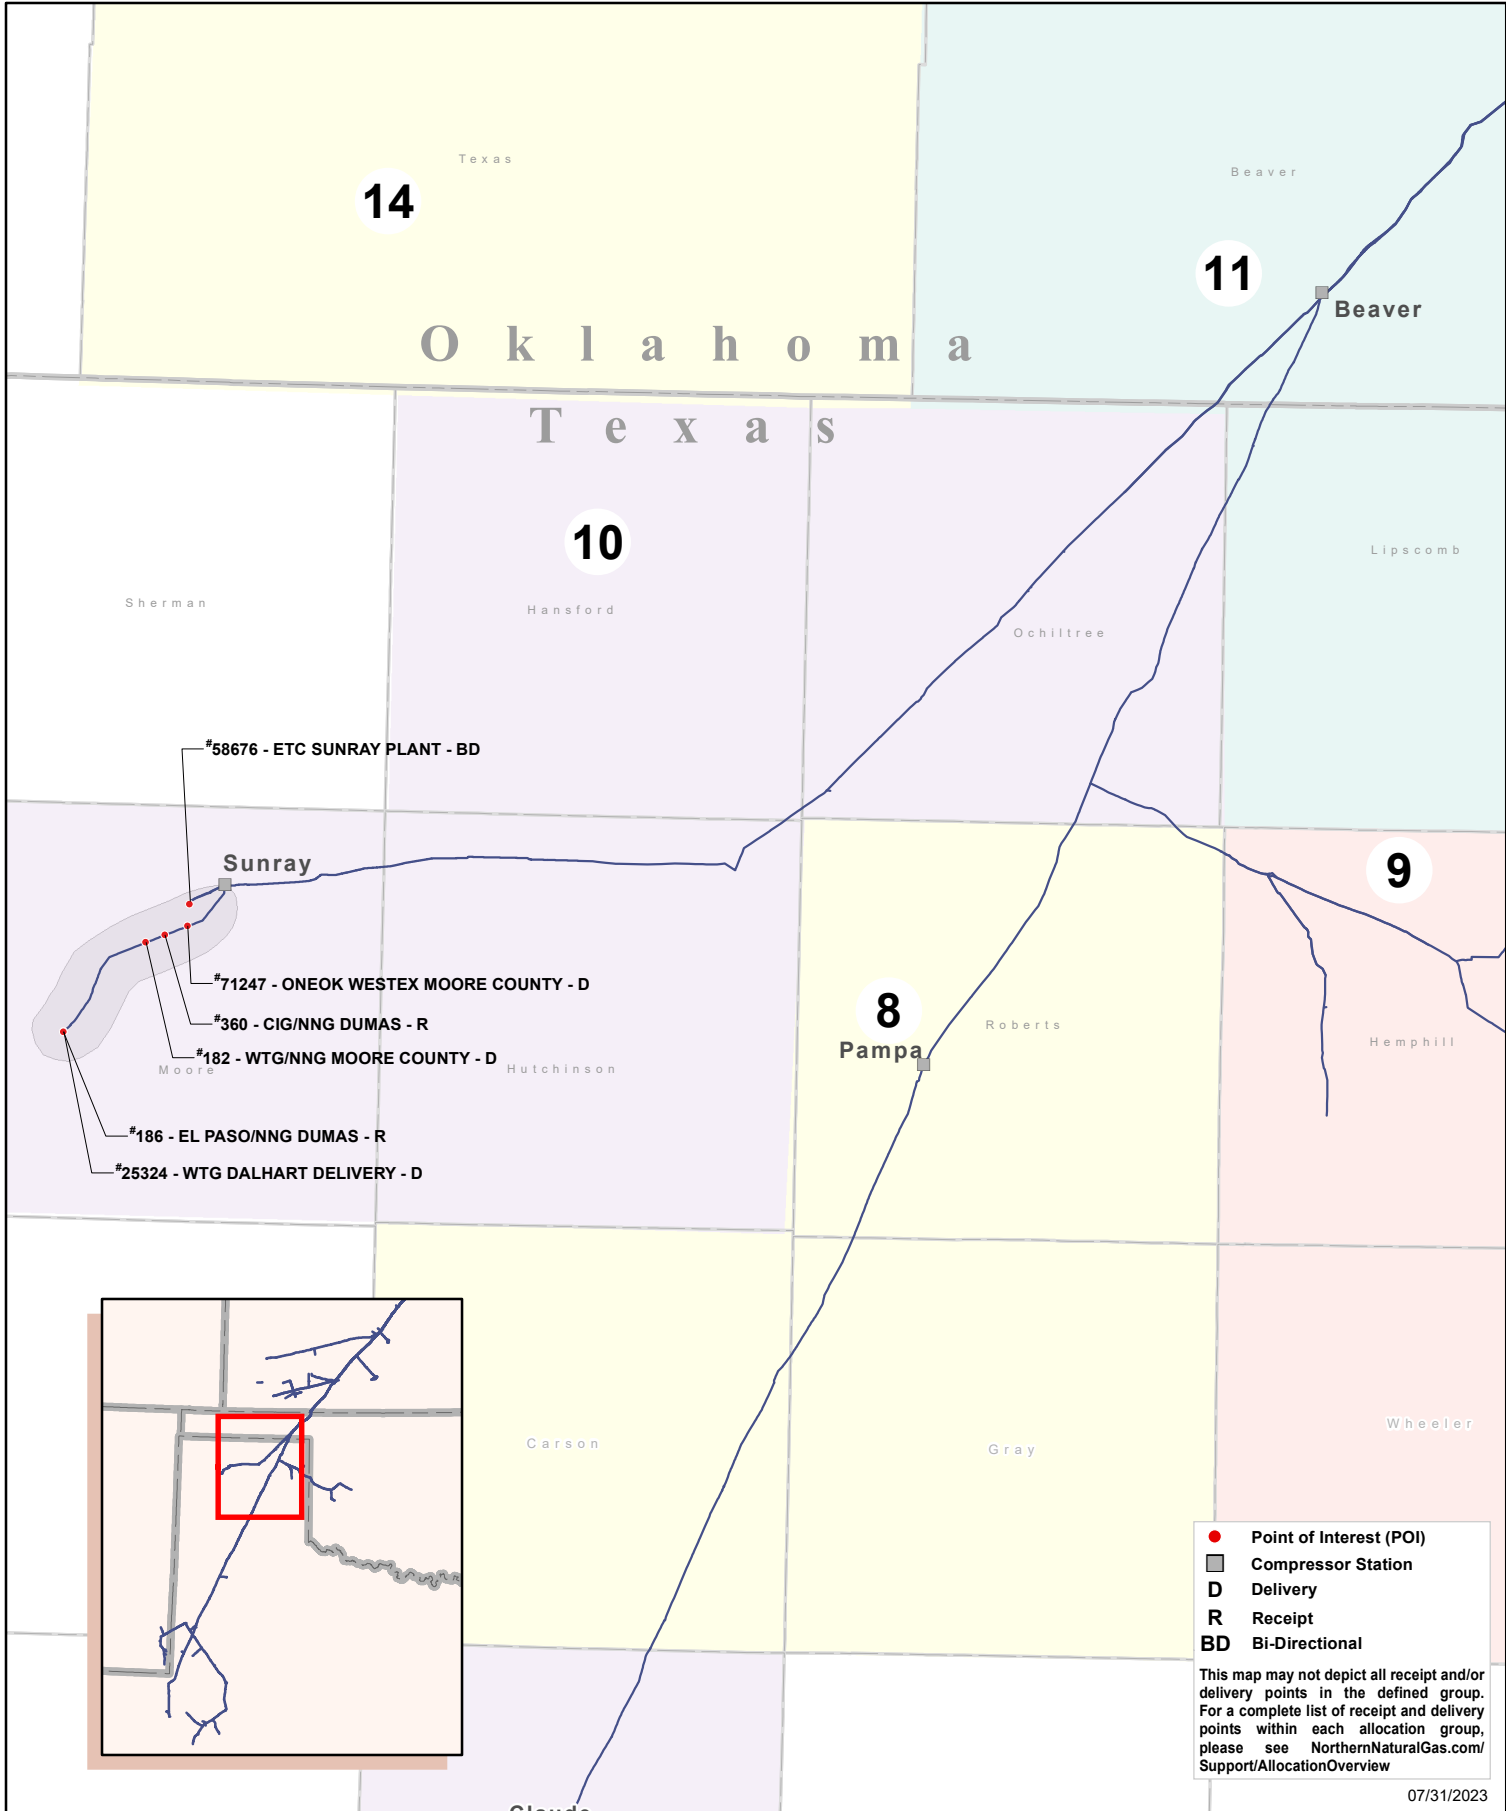 Texas
14
Beaver
11
Beaver
Oklahoma
Texas
10
Lipscomb
Sherman
Hansford
Ochiltree
#58676 - ETC SUNRAY PLANT - BD
Sunray
9
#71247 - ONEOK WESTEX MOORE COUNTY - D
8
#360 - CIG/NNG DUMAS - R
Roberts
Pampa
Hemphill
#182 - WTG/NNG MOORE COUNTY - D
Moore
Hutchinson
#186 - EL PASO/NNG DUMAS - R
#25324 - WTG DALHART DELIVERY - D
Carson
Gray
Wheeler
Point of Interest (POI)
Compressor Station
D Delivery
R Receipt
BD Bi-Directional
This map may not depict all receipt and/or
delivery points in the defined group.
For a complete list of receipt and delivery
points within each allocation group,
please see NorthernNaturalGas.com/
Support/AllocationOverview
07/31/2023
Claude